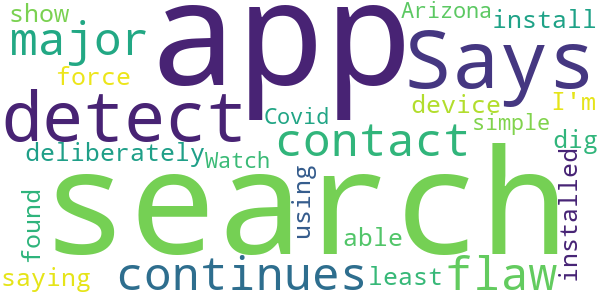 show
app
Arizona
install
major
Says
force
detect
device
I'm
Covid
simple
contact
dig
deliberately
Watch
search
using
installed
found
able
saying
continues
least
flaw